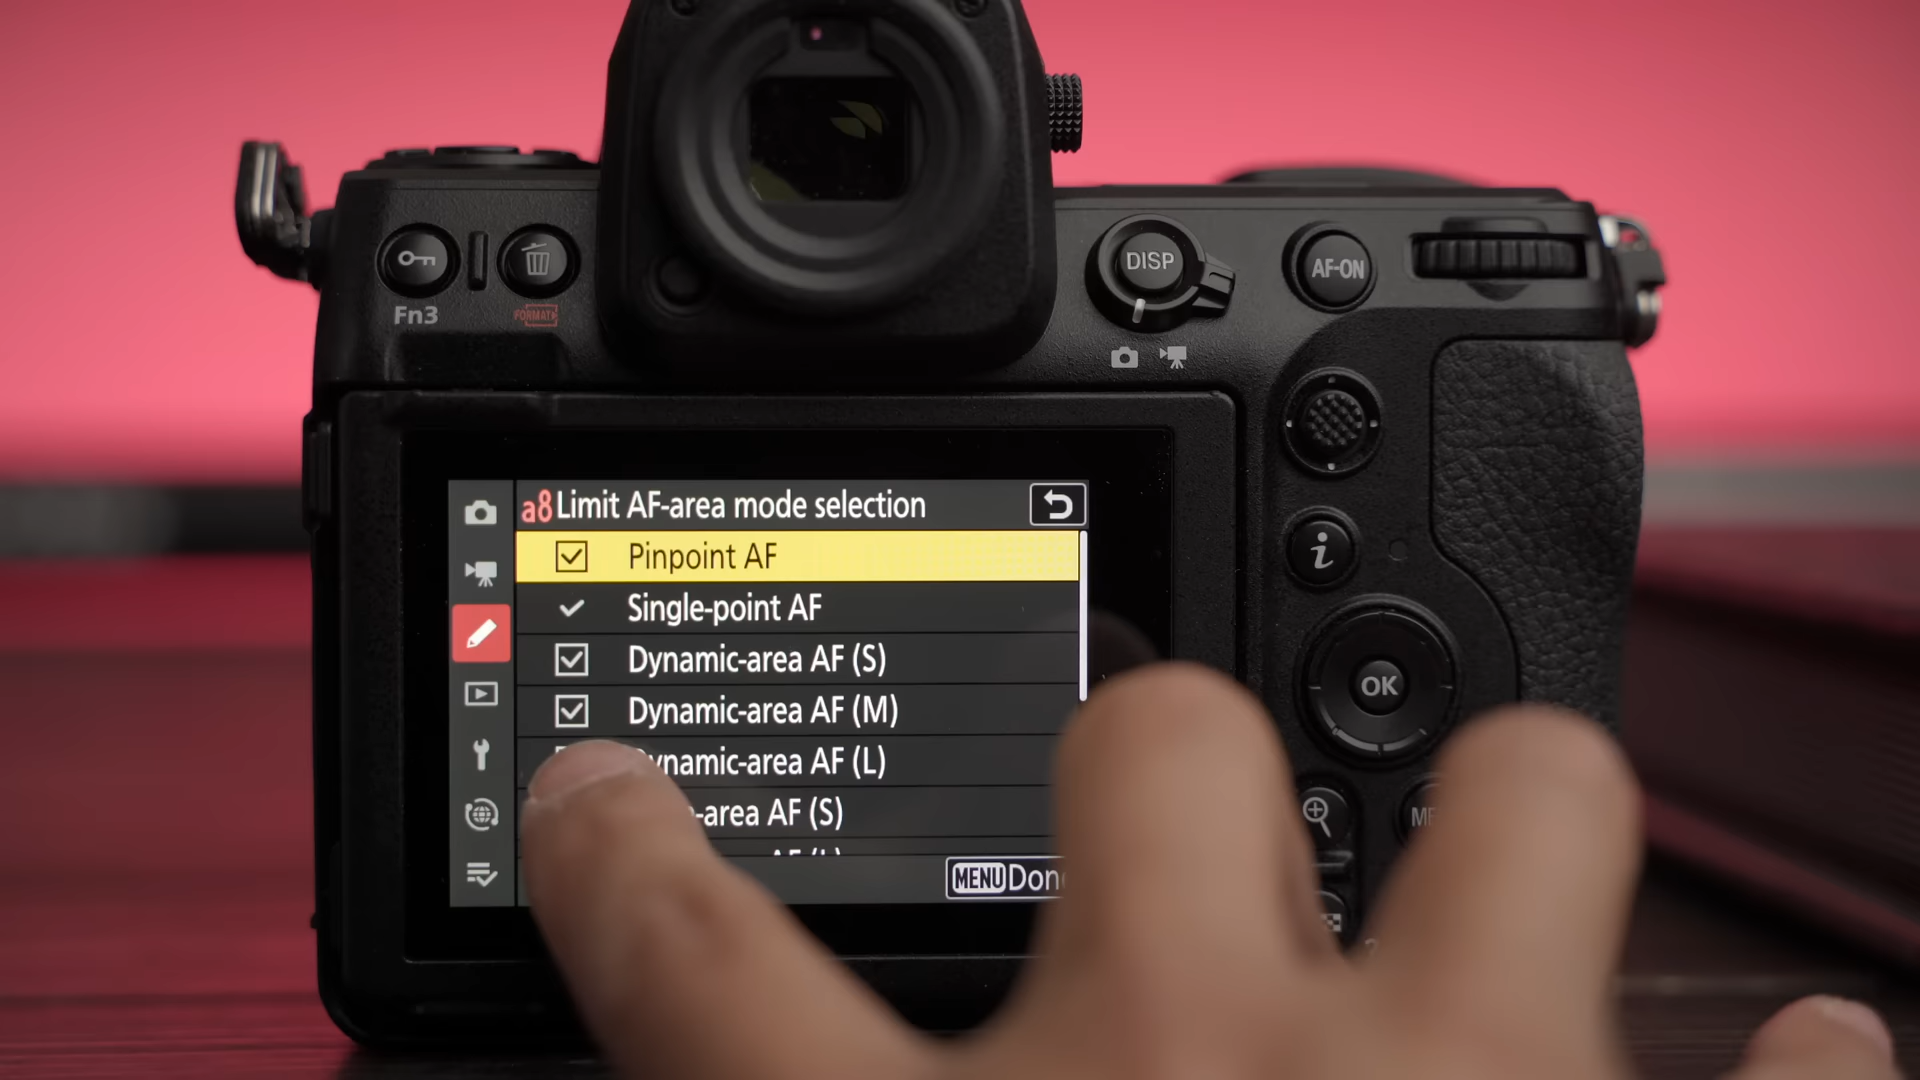 DISP
AF-ON
Fn3
FORMAT
a8 Limit AF-area mode selection
Pinpoint AF
Single-point AF
Dynamic-area AF (S)
Dynamic-area AF (M)
ynamic-area AF (L)
-area AF (S)
MENU Done
i
OK